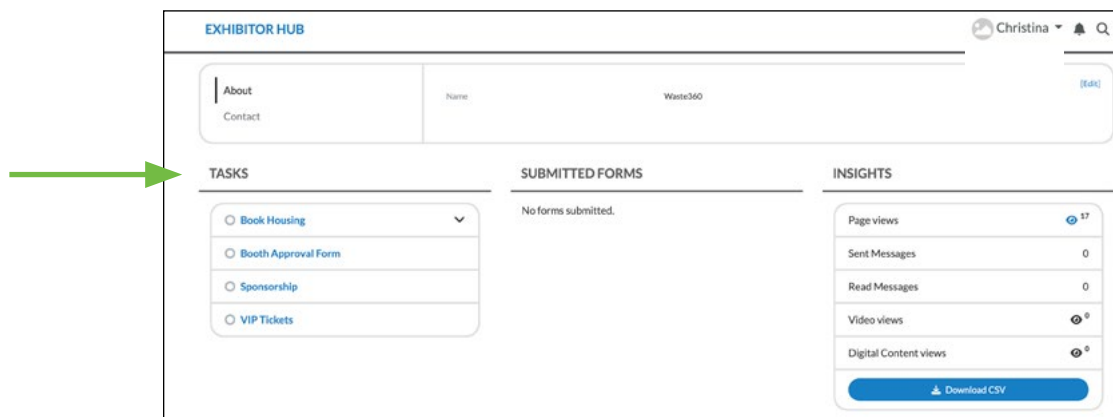 EXHIBITOR HUB
Christina
About
Contact
Name
Waste360
[Edit]
TASKS
Book Housing
Booth Approval Form
Sponsorship
VIP Tickets
SUBMITTED FORMS
No forms submitted.
INSIGHTS
Page views 17
Sent Messages 0
Read Messages 0
Video views 0
Digital Content views 0
Download CSV